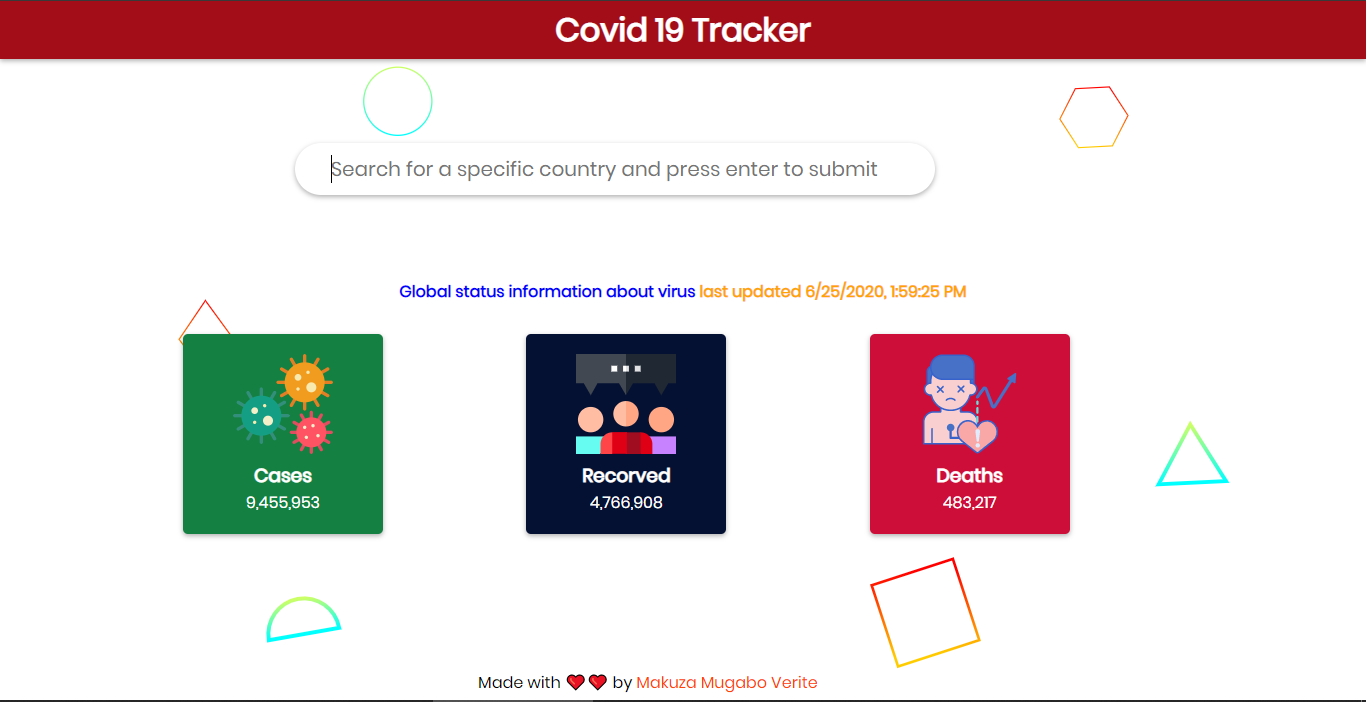 Covid 19 Tracker
Search for a specific country and press enter to submit
Global status information about virus last updated 6/25/2020, 1:59:25 PM
Cases
9,455,953
Recorved
4,766,908
Deaths
483,217
Made with ❤❤ by Makuza Mugabo Verite